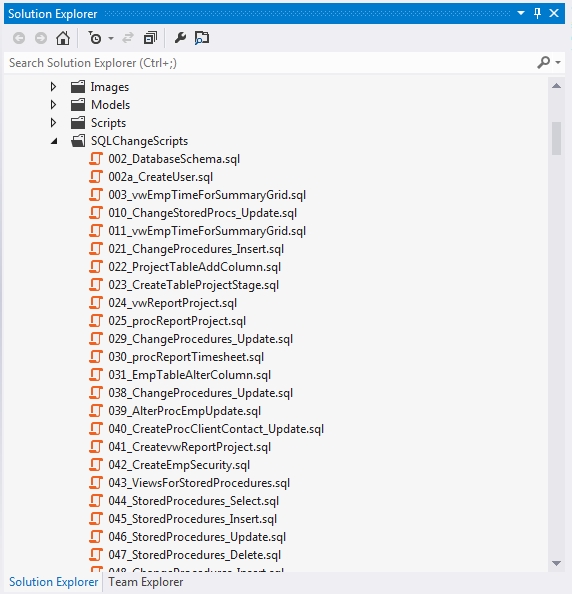 Solution Explorer
Search Solution Explorer (Ctrl+;)
Images
Models
Scripts
SQLChangeScripts
002_DatabaseSchema.sql
002a_CreateUser.sql
003_vwEmpTimeForSummaryGrid.sql
010_ChangeStoredProcs_Update.sql
011_vwEmpTimeForSummaryGrid.sql
021_ChangeProcedures_Insert.sql
022_ProjectTableAddColumn.sql
023_CreateTableProjectStage.sql
024_vwReportProject.sql
025_procReportProject.sql
029_ChangeProcedures_Update.sql
030_procReportTimesheet.sql
031_EmpTableAlterColumn.sql
038_ChangeProcedures_Update.sql
039_AlterProcEmpUpdate.sql
040_CreateProcClientContact_Update.sql
041_CreatevwReportProject.sql
042_CreateEmpSecurity.sql
043_ViewsForStoredProcedures.sql
044_StoredProcedures_Select.sql
045_StoredProcedures_Insert.sql
046_StoredProcedures_Update.sql
047_StoredProcedures_Delete.sql
048_ChangeProcedures_Insert.sql
Solution Explorer Team Explorer